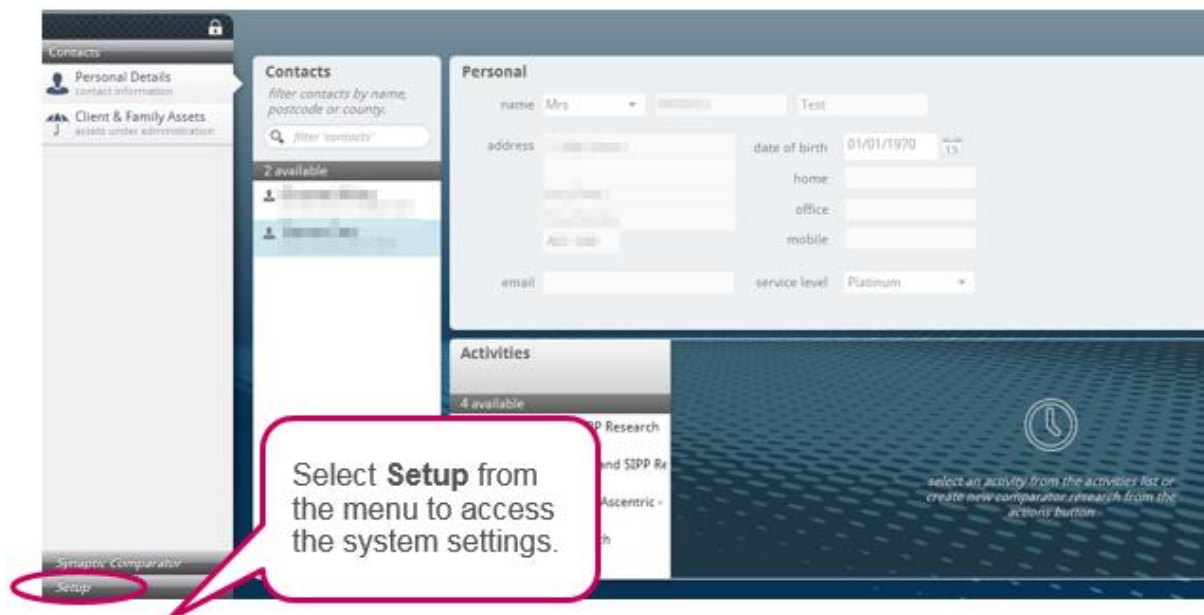 Contacts
Personal Details
contact information
Client & Family Assets
assets under administration
Synaptic Comparator
Setup
Contacts
filter contacts by name,
postcode or county.
filter 'contacts'
2 available
Personal
name Mrs Test
address
date of birth 01/01/1970 15
home
office
mobile
email
service level Platinum
Activities
4 available
PP Research
and SIPP Re
Ascentric -
select an activity from the activities list or
create new comparator research from the
actions button
Select Setup from
the menu to access
the system settings.